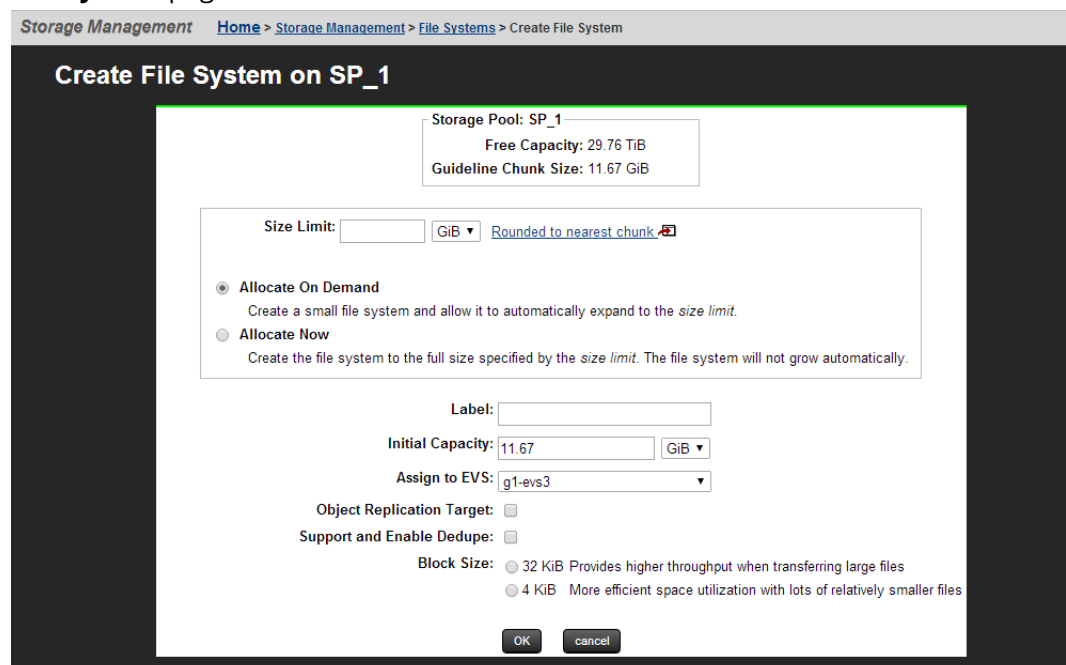 Storage Management Home > Storage Management > File Systems > Create File System
Create File System on SP_1
Storage Pool: SP_1
Free Capacity: 29.76 TiB
Guideline Chunk Size: 11.67 GiB
Size Limit: GiB Rounded to nearest chunk
Allocate On Demand
Create a small file system and allow it to automatically expand to the size limit.
Allocate Now
Create the file system to the full size specified by the size limit. The file system will not grow automatically.
Label:
Initial Capacity: 11.67 GiB
Assign to EVS: g1-evs3
Object Replication Target:
Support and Enable Dedupe:
Block Size: 32 KiB Provides higher throughput when transferring large files
4 KiB More efficient space utilization with lots of relatively smaller files
OK cancel